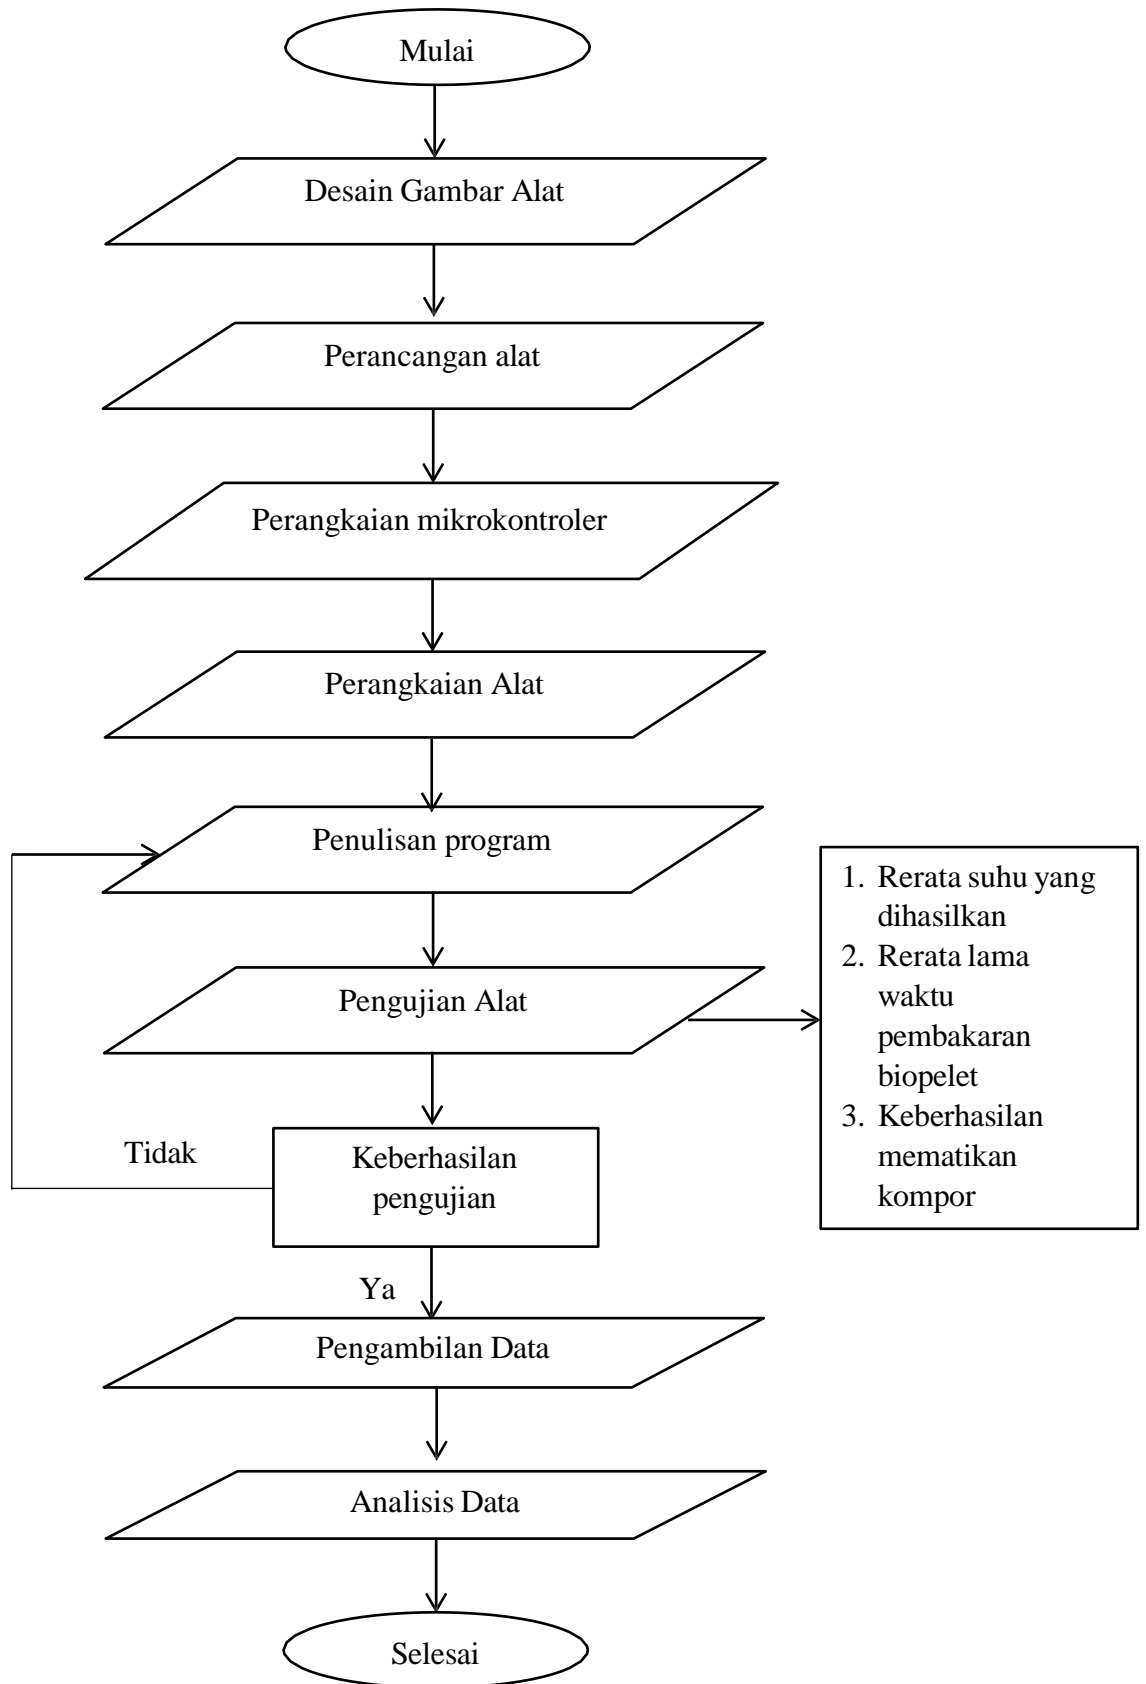 Mulai
Desain Gambar Alat
Perancangan alat
Perangkaian mikrokontroler
Perangkaian Alat
Penulisan program
Pengujian Alat
1. Rerata suhu yang
dihasilkan
2. Rerata lama
waktu
pembakaran
biopelet
3. Keberhasilan
mematikan
kompor
Tidak
Keberhasilan
pengujian
Ya
Pengambilan Data
Analisis Data
Selesai